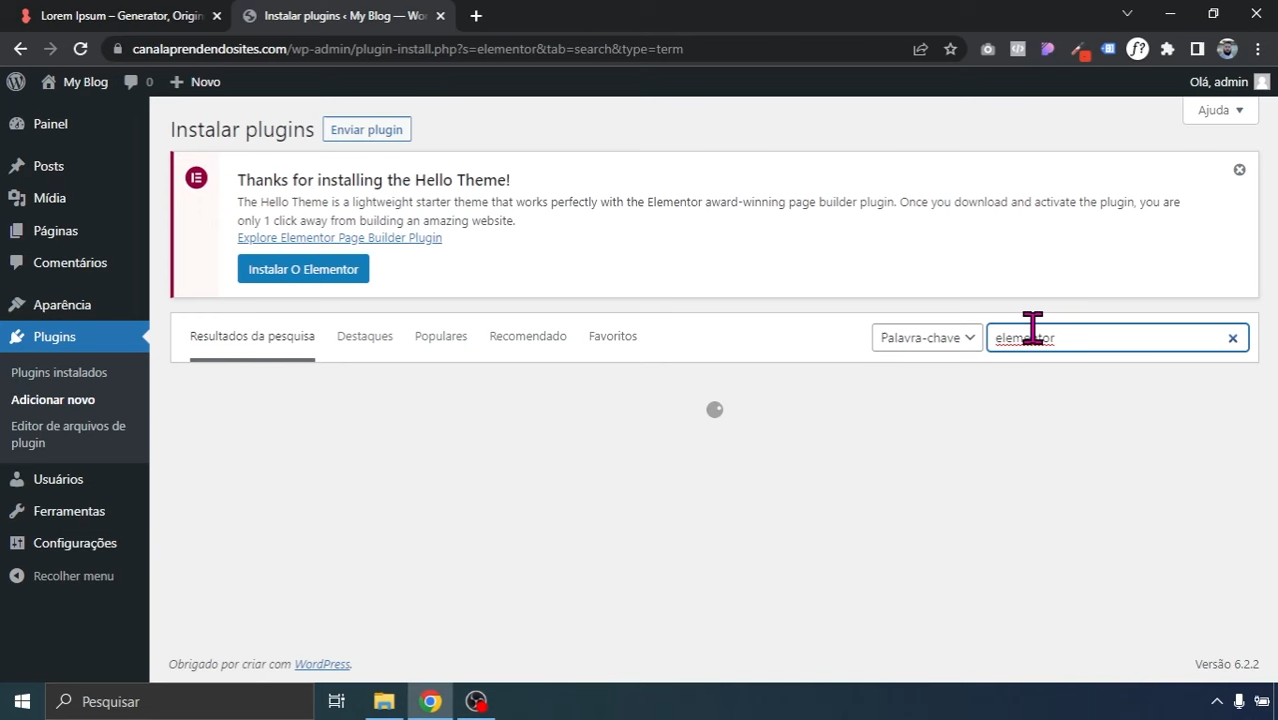 Lorem Ipsum – Generator, Origin
Instalar plugins ‹ My Blog — Wor
canalaprendendosites.com/wp-admin/plugin-install.php?s=elementor&tab=search&type=term
My Blog
0
Novo
Olá, admin
Painel
Posts
Mídia
Páginas
Comentários
Aparência
Plugins
Plugins instalados
Adicionar novo
Editor de arquivos de
plugin
Usuários
Ferramentas
Configurações
Recolher menu
Ajuda
Instalar plugins
Enviar plugin
Thanks for installing the Hello Theme!
The Hello Theme is a lightweight starter theme that works perfectly with the Elementor award-winning page builder plugin. Once you download and activate the plugin, you are
only 1 click away from building an amazing website.
Explore Elementor Page Builder Plugin
Instalar O Elementor
Resultados da pesquisa
Destaques
Populares
Recomendado
Favoritos
Palavra-chave
elementor
Obrigado por criar com WordPress.
Versão 6.2.2
Pesquisar